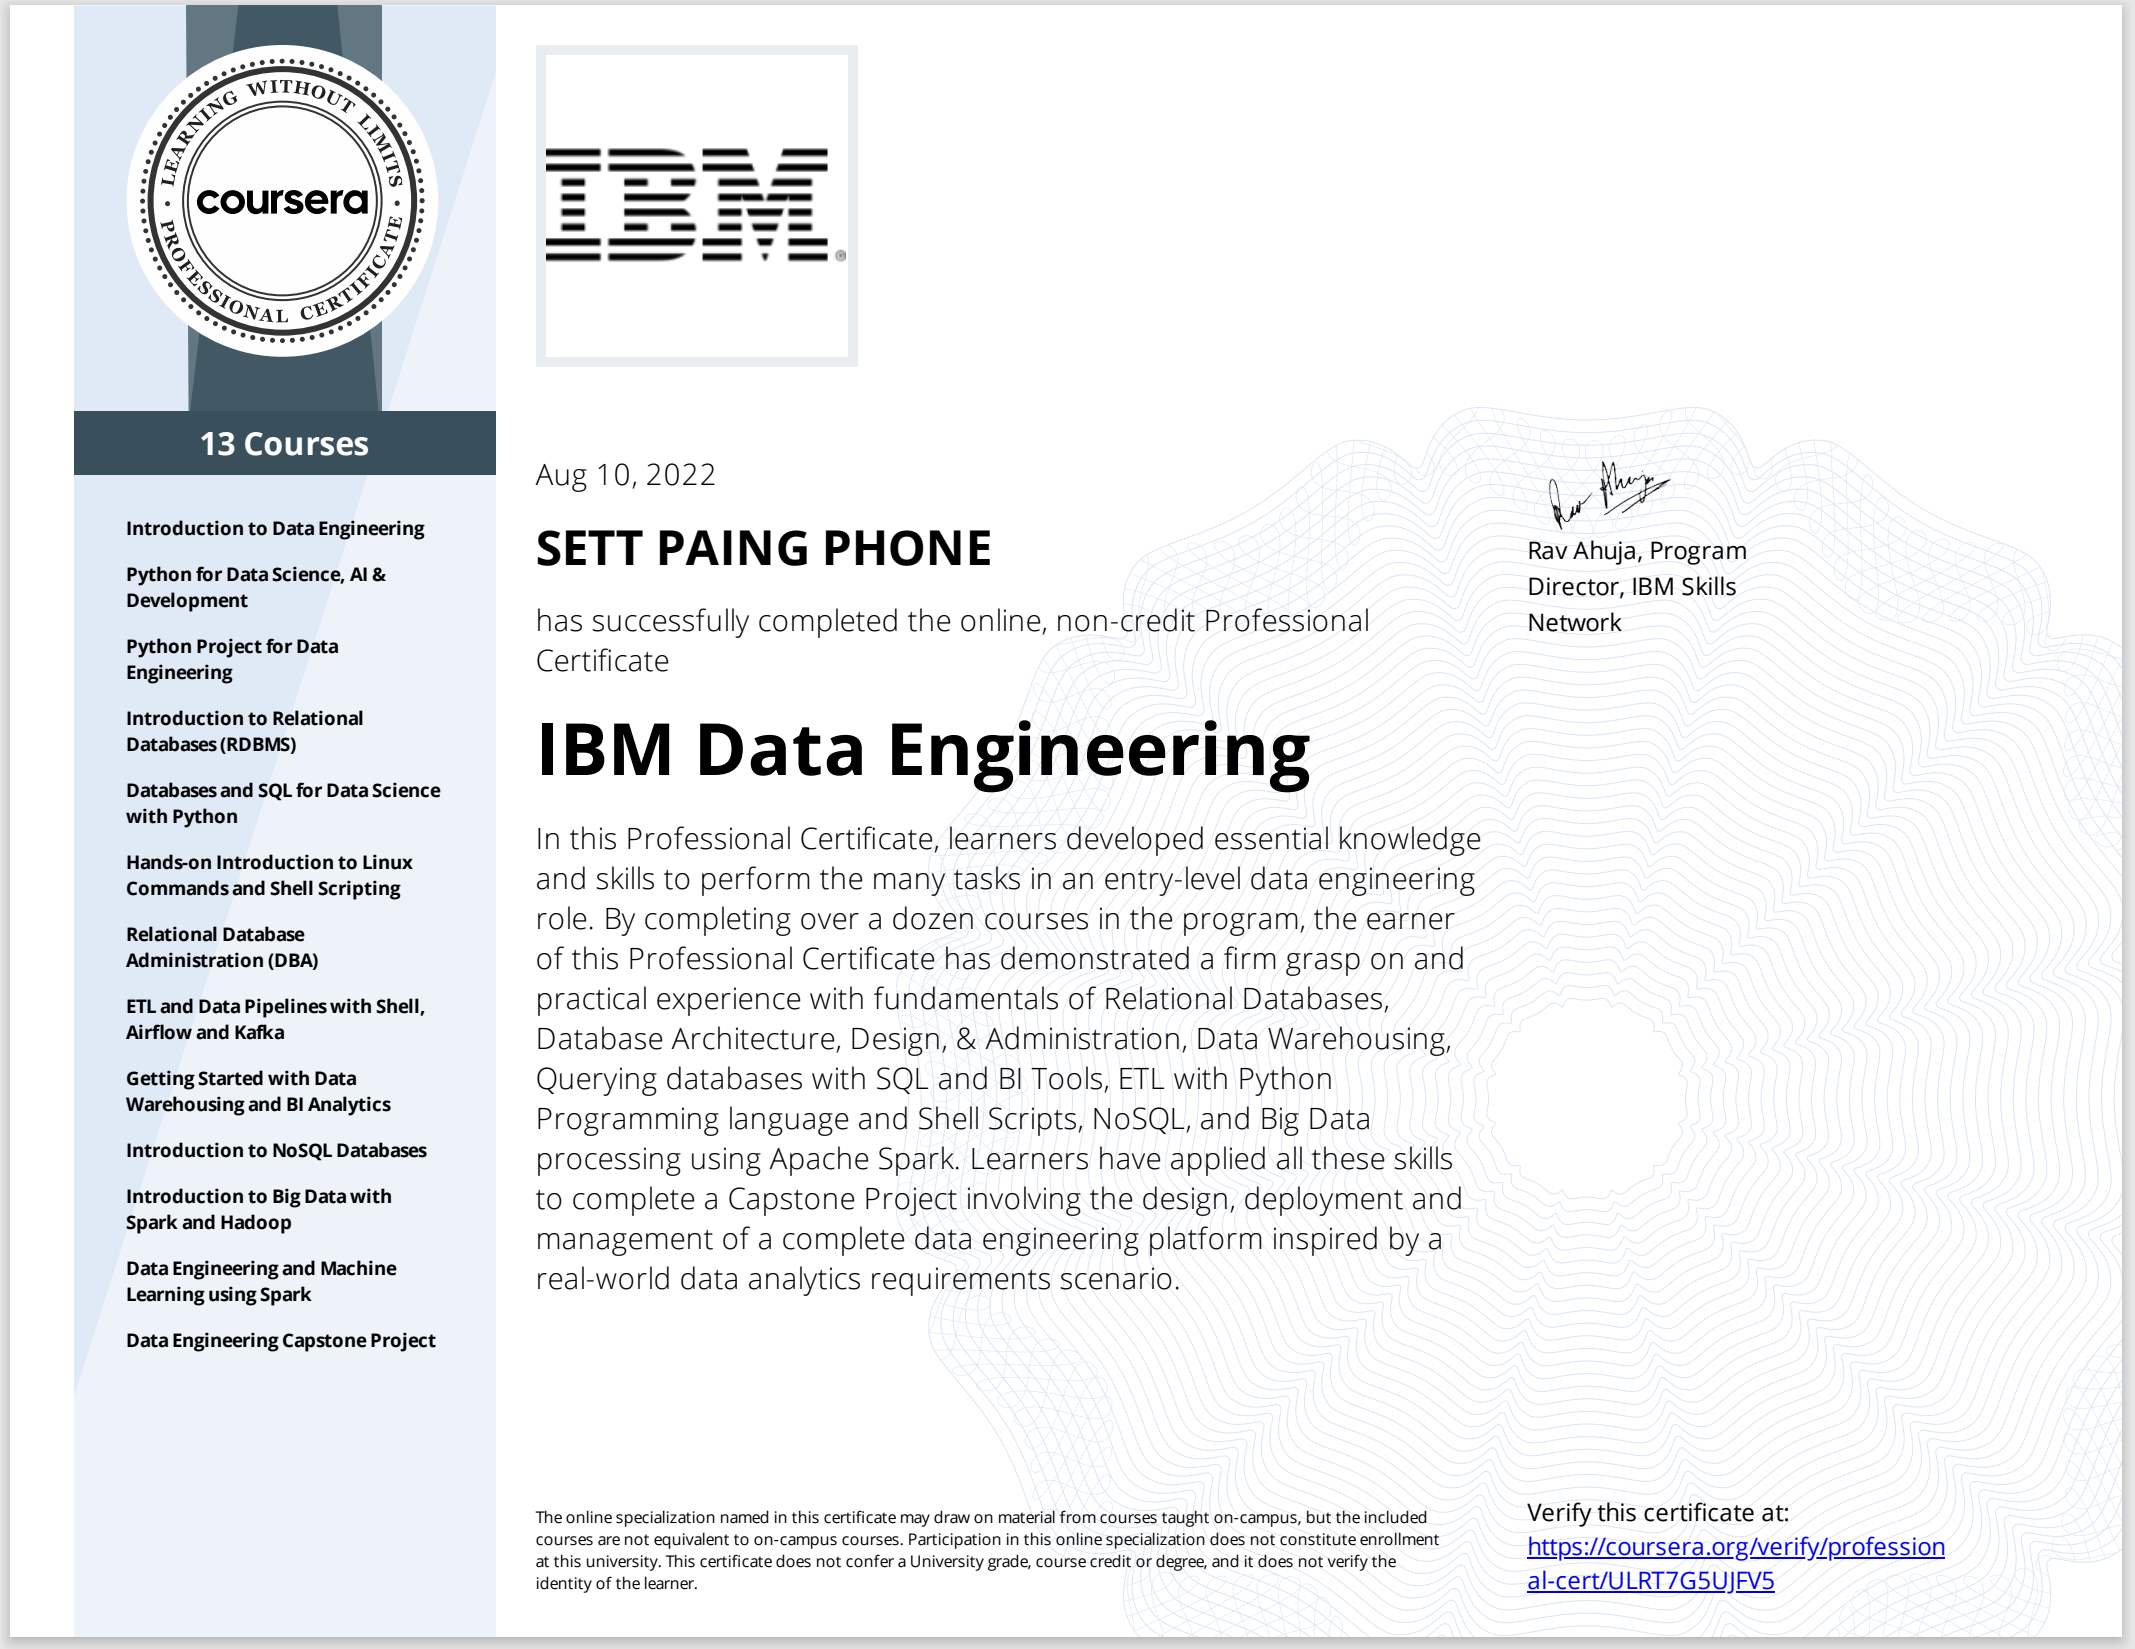 LEARNING WITHOUT LIMITS
coursera
PROFESSIONAL CERTIFICATE
13 Courses
Introduction to Data Engineering
Python for Data Science, AI &
Development
Python Project for Data
Engineering
Introduction to Relational
Databases (RDBMS)
Databases and SQL for Data Science
with Python
Hands-on Introduction to Linux
Commands and Shell Scripting
Relational Database
Administration (DBA)
ETL and Data Pipelines with Shell,
Airflow and Kafka
Getting Started with Data
Warehousing and BI Analytics
Introduction to NoSQL Databases
Introduction to Big Data with
Spark and Hadoop
Data Engineering and Machine
Learning using Spark
Data Engineering Capstone Project
IBM®
Aug 10, 2022
SETT PAING PHONE
has successfully completed the online, non-credit Professional
Certificate
IBM Data Engineering
In this Professional Certificate, learners developed essential knowledge
and skills to perform the many tasks in an entry-level data engineering
role. By completing over a dozen courses in the program, the earner
of this Professional Certificate has demonstrated a firm grasp on and
practical experience with fundamentals of Relational Databases,
Database Architecture, Design, & Administration, Data Warehousing,
Querying databases with SQL and BI Tools, ETL with Python
Programming language and Shell Scripts, NoSQL, and Big Data
processing using Apache Spark. Learners have applied all these skills
to complete a Capstone Project involving the design, deployment and
management of a complete data engineering platform inspired by a
real-world data analytics requirements scenario.
Rav Ahuja
Rav Ahuja, Program
Director, IBM Skills
Network
The online specialization named in this certificate may draw on material from courses taught on-campus, but the included
courses are not equivalent to on-campus courses. Participation in this online specialization does not constitute enrollment
at this university. This certificate does not confer a University grade, course credit or degree, and it does not verify the
identity of the learner.
Verify this certificate at:
https://coursera.org/verify/profession
al-cert/ULRT7G5UJFV5